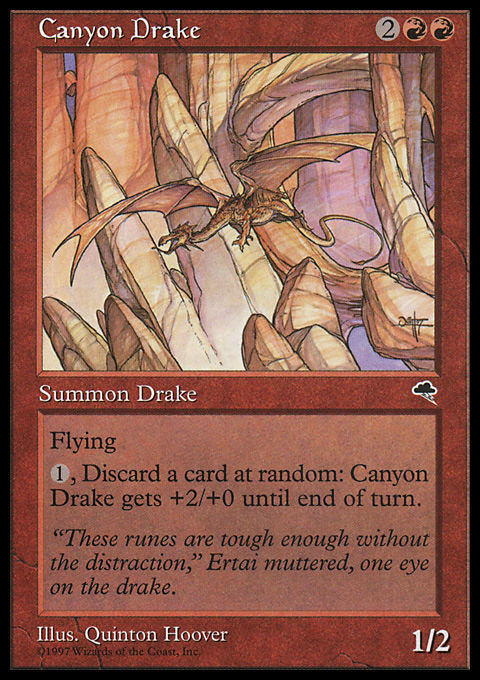 Canyon Drake 2
Summon Drake
Flying
1, Discard a card at random: Canyon
Drake gets +2/+0 until end of turn.
“These runes are tough enough without
the distraction,” Ertai muttered, one eye
on the drake.
Illus. Quinton Hoover
©1997 Wizards of the Coast, Inc.
1/2